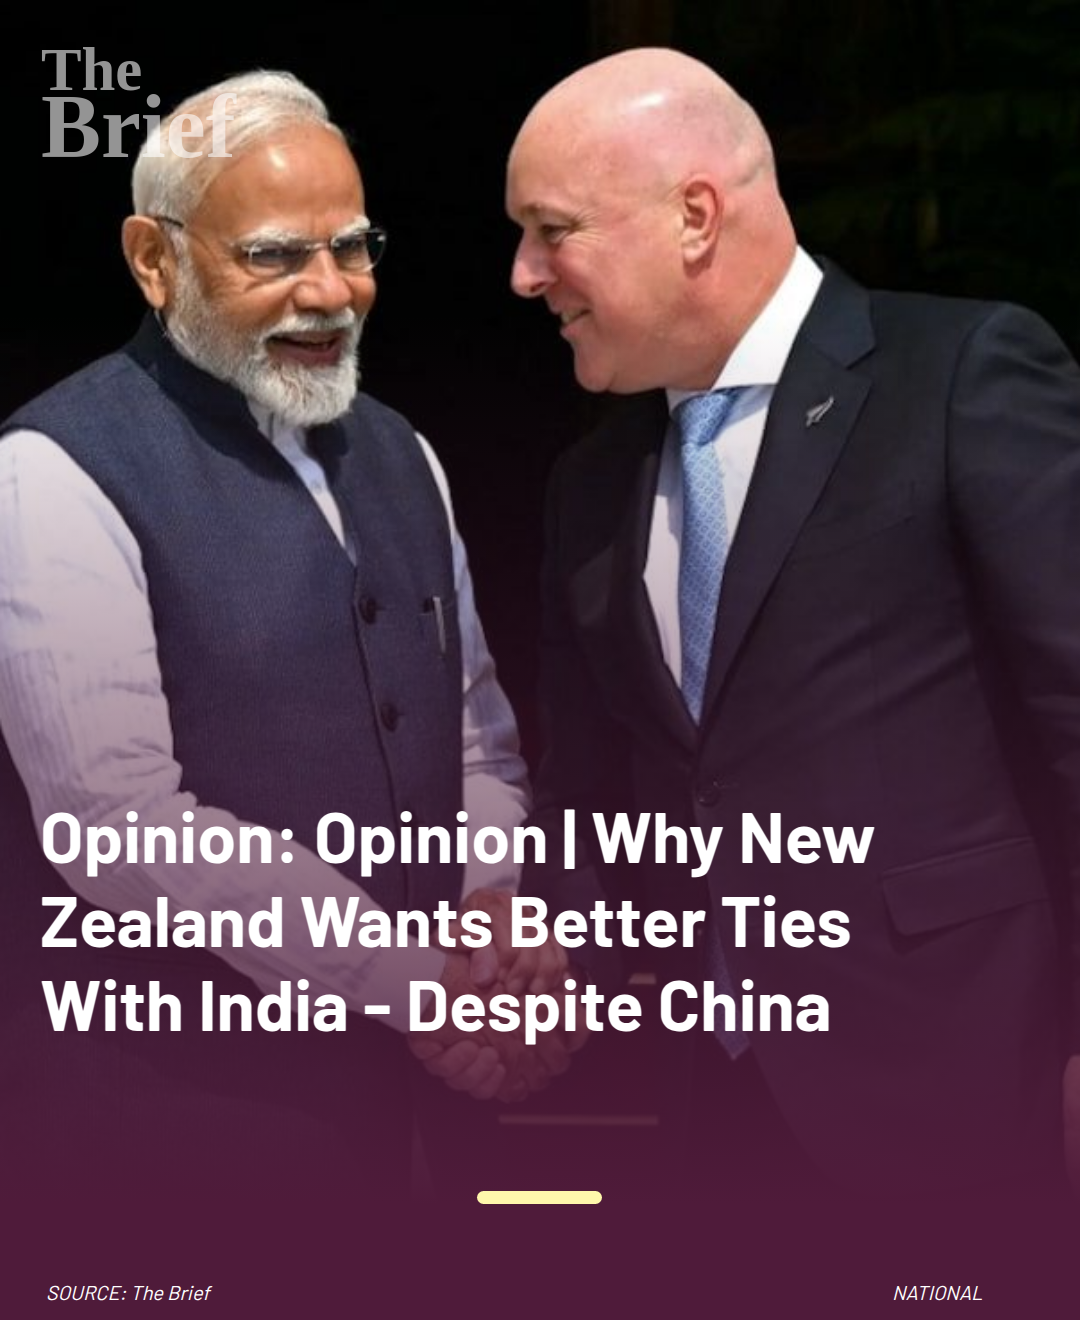 The
Brief
Opinion: Opinion | Why New
Zealand Wants Better Ties
With India - Despite China
SOURCE: The Brief
NATIONAL